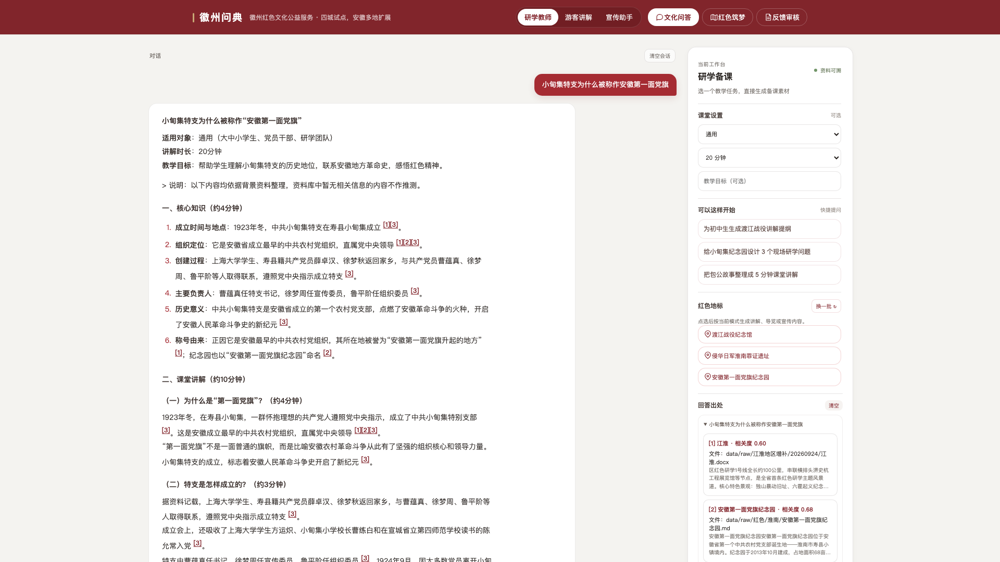 徽州问典
徽州红色文化公益服务 · 四城试点，安徽多地扩展
研学教师
游客讲解
宣传助手
文化问答
红色筑梦
反馈审核
对话
清空会话
小甸集特支为什么被称作安徽第一面党旗
小甸集特支为什么被称作“安徽第一面党旗”
适用对象：通用（大中小学生、党员干部、研学团队）
讲解时长：20分钟
教学目标：帮助学生理解小甸集特支的历史地位，联系安徽地方革命史，感悟红色精神。
> 说明：以下内容均依据背景资料整理，资料库中暂无相关信息的内容不作推测。
一、核心知识（约4分钟）
1. 成立时间与地点：1923年冬，中共小甸集特支在寿县小甸集成立 [1][3]。
2. 组织定位：它是安徽省成立最早的中共农村党组织，直属党中央领导 [1][2][3]。
3. 创建过程：上海大学学生、寿县籍共产党员薛卓汉、徐梦秋返回家乡，与共产党员曹蕴真、徐梦
周、鲁平阶等人取得联系，遵照党中央指示成立特支 [3]。
4. 主要负责人：曹蕴真任特支书记，徐梦周任宣传委员，鲁平阶任组织委员 [3]。
5. 历史意义：中共小甸集特支是安徽省成立的第一个农村党支部，点燃了安徽革命斗争的火种，开启
了安徽人民革命斗争史的新纪元 [3]。
6. 称号由来：正因它是安徽最早的中共农村党组织，其所在地被誉为“安徽第一面党旗升起的地方”
[1]；纪念园也以“安徽第一面党旗纪念园”命名 [2]。
二、课堂讲解（约10分钟）
（一）为什么是“第一面党旗”？（约4分钟）
1923年冬，在寿县小甸集，一群怀抱理想的共产党人遵照党中央指示，成立了中共小甸集特别支部
[3]。这是安徽成立最早的中共农村党组织，直属党中央领导 [1][2][3]。
“第一面党旗”不是一面普通的旗帜，而是比喻安徽农村革命斗争从此有了坚强的组织核心和领导力量。
小甸集特支的成立，标志着安徽人民革命斗争史开启了新纪元 [3]。
（二）特支是怎样成立的？（约3分钟）
据资料记载，上海大学学生、寿县籍共产党员薛卓汉、徐梦秋返回家乡，与曹蕴真、徐梦周、鲁平阶等
人取得联系，遵照党中央指示成立特支 [3]。
成立会上，还吸收了上海大学学生方运炽、小甸集小学校长曹练白和在宣城省立第四师范学校读书的陈
允常入党 [3]。
特支由曹蕴真任书记，徐梦周任宣传委员，鲁平阶任组织委员 [3]。1924年9月，因大多数党员离开小甸
当前工作台
研学备课
资料可溯
选一个教学任务，直接生成备课素材
课堂设置
可选
通用
20 分钟
教学目标（可选）
可以这样开始
快捷提问
为初中生生成渡江战役讲解提纲
给小甸集纪念园设计 3 个现场研学问题
把包公故事整理成 5 分钟课堂讲解
红色地标
换一批 ↻
点选后按当前模式生成讲解、导览或宣传内容。
渡江战役纪念馆
侵华日军淮南罪证遗址
安徽第一面党旗纪念园
回答出处
清空
▼ 小甸集特支为什么被称作安徽第一面党旗
[1] 江淮 · 相关度 0.60
文件：data/raw/江淮地区增补/20260924/江
淮.docx
区红色研学1号线全长约100公里，串联横排头淠史杭
工程展览馆等节点，是全省首条红色研学主题风景
道。核心特色景观：独山暴动旧址、六霍起义纪念...
[2] 安徽第一面党旗纪念园 · 相关度 0.68
文件：data/raw/红色/淮南/安徽第一面党旗纪
念园.md
安徽第一面党旗纪念园安徽第一面党旗纪念园位于安
徽省第一个中共农村党支部诞生地——淮南市寿县小
镇境内。纪念园于2013年10月建成，占地面积68亩...